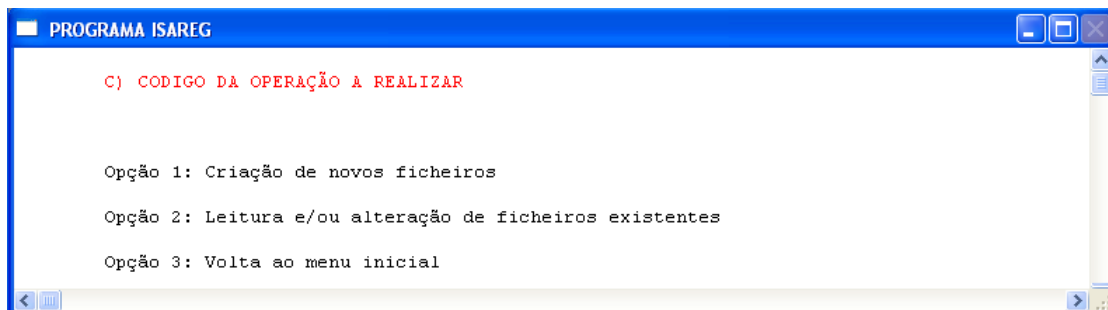 PROGRAMA ISAREG
C) CODIGO DA OPERAÇÃO A REALIZAR
Opção 1: Criação de novos ficheiros
Opção 2: Leitura e/ou alteração de ficheiros existentes
Opção 3: Volta ao menu inicial